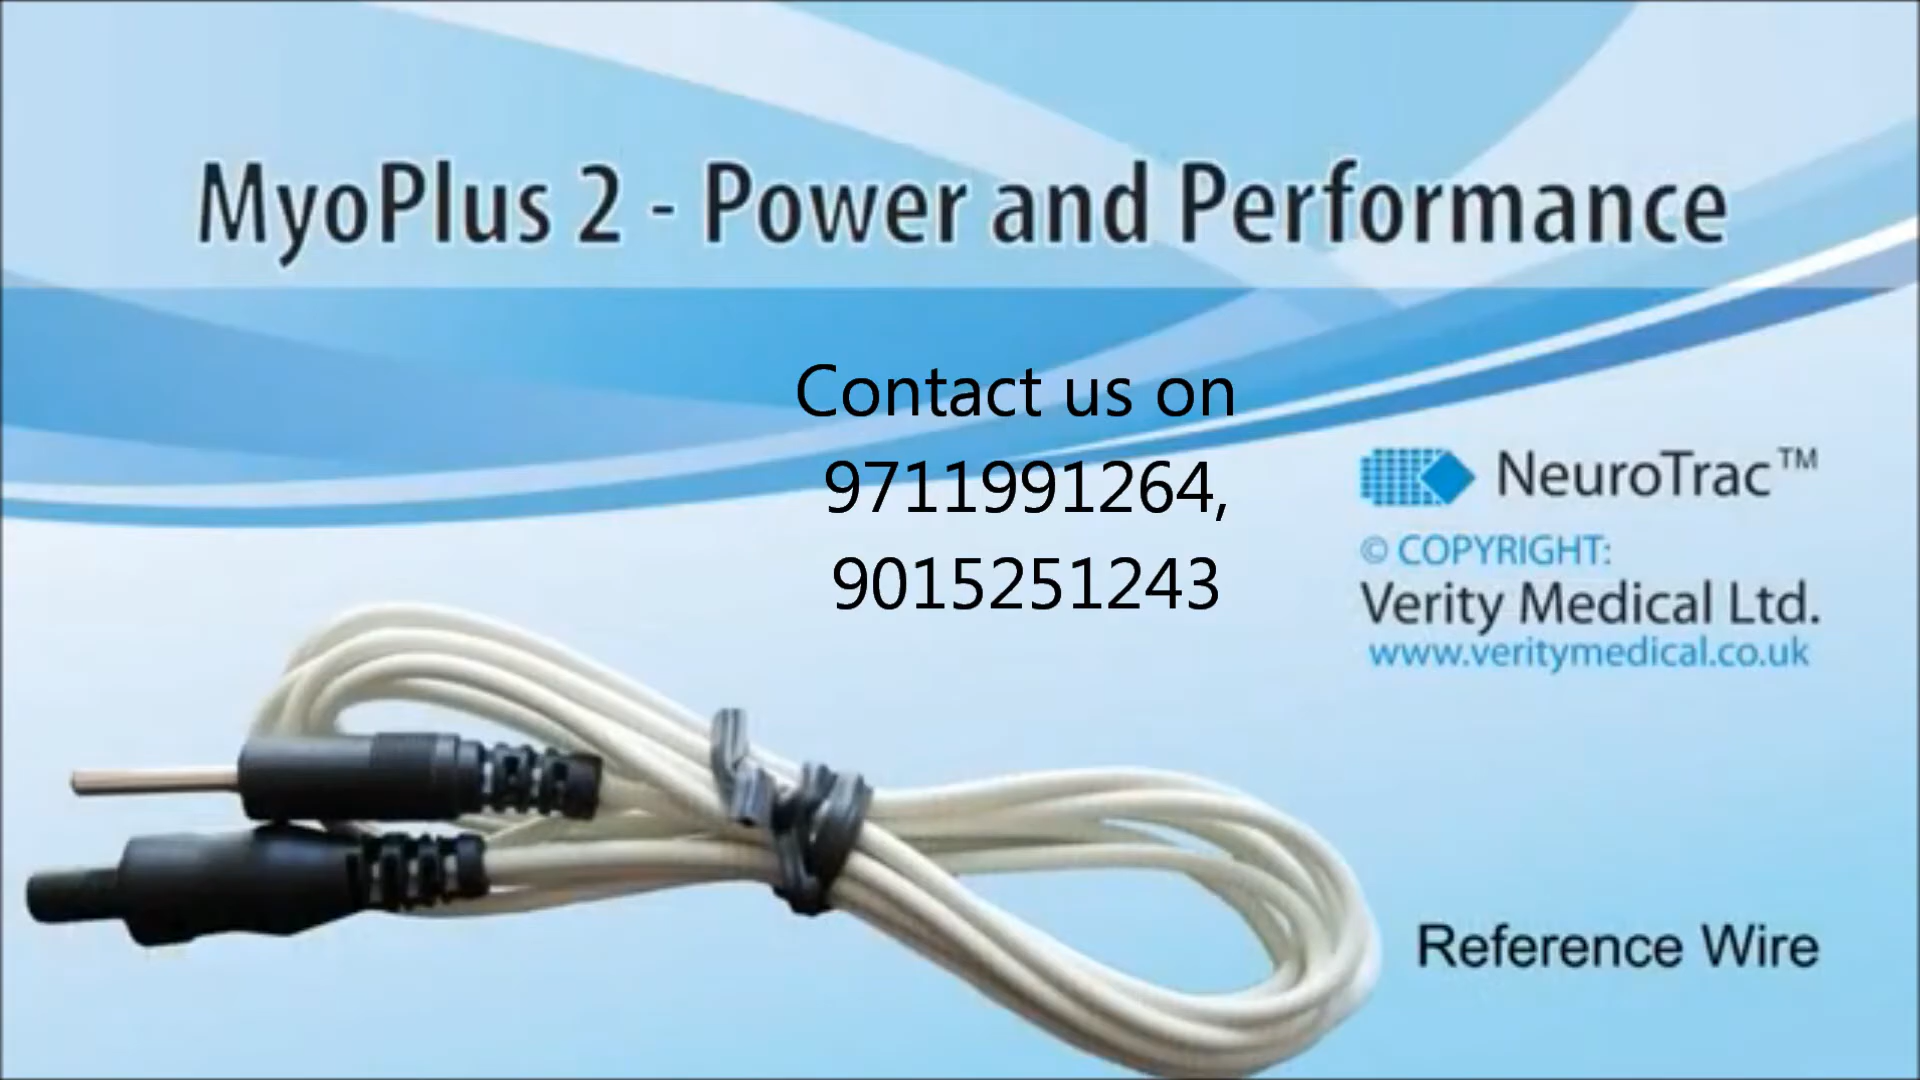 MyoPlus 2 - Power and Performance
Contact us on
9711991264,
9015251243
NeuroTrac™
© COPYRIGHT:
Verity Medical Ltd.
www.veritymedical.co.uk
Reference Wire